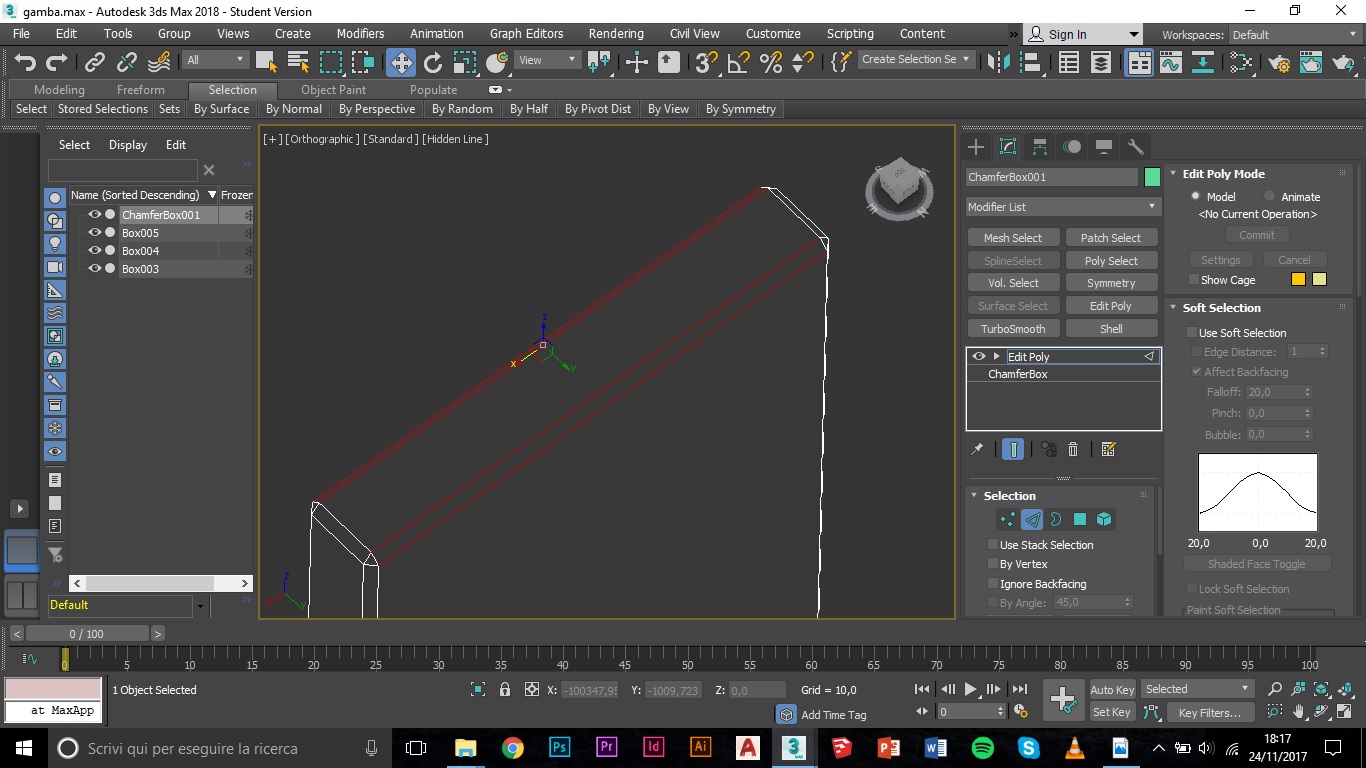 gamba.max - Autodesk 3ds Max 2018 - Student Version
File Edit Tools Group Views Create Modifiers Animation Graph Editors Rendering Civil View Customize Scripting Content » Sign In Workspaces: Default
All View Create Selection Se
Modeling Freeform Selection Object Paint Populate
Select Stored Selections Sets By Surface By Normal By Perspective By Random By Half By Pivot Dist By View By Symmetry
Select Display Edit
Name (Sorted Descending) ▼ Frozen
ChamferBox001
Box005
Box004
Box003
Default
[+] [Orthographic ] [Standard ] [Hidden Line ]
z
x
y
z
y
ChamferBox001
Modifier List
Mesh Select Patch Select
SplineSelect Poly Select
Vol. Select Symmetry
Surface Select Edit Poly
TurboSmooth Shell
Edit Poly
ChamferBox
Selection
Use Stack Selection
By Vertex
Ignore Backfacing
By Angle: 45,0
Edit Poly Mode
Model Animate
<No Current Operation>
Commit
Settings Cancel
Show Cage
Soft Selection
Use Soft Selection
Edge Distance: 1
Affect Backfacing
Falloff: 20,0
Pinch: 0,0
Bubble: 0,0
20,0 0,0 20,0
Shaded Face Toggle
Lock Soft Selection
Paint Soft Selection
< 0 / 100 >
0 5 10 15 20 25 30 35 40 45 50 55 60 65 70 75 80 85 90 95 100
1 Object Selected X: -100347,95 Y: -1009,723 Z: 0,0 Grid = 10,0 Auto Key Selected
at MaxApp Add Time Tag 0 Set Key Key Filters...
Scrivi qui per eseguire la ricerca
Ps Pr Id Ai A 3 MAX P W S
18:17
24/11/2017